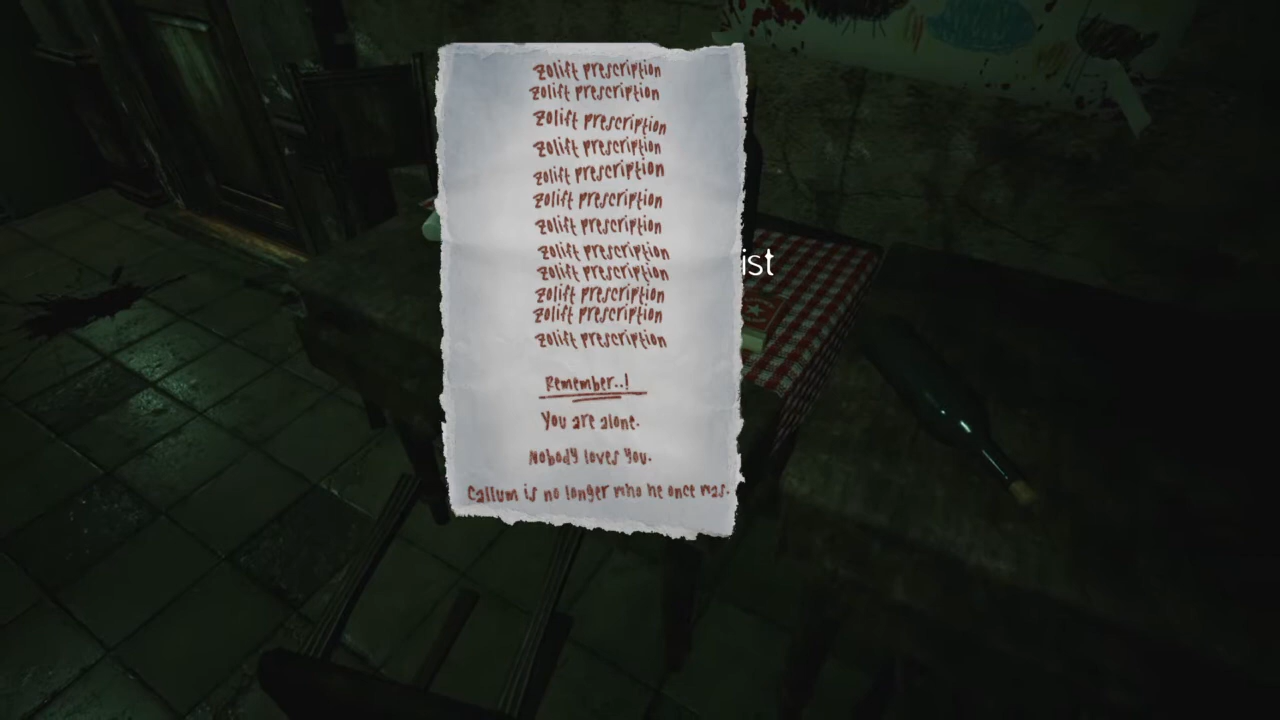 Zolift prescription
Zolift prescription
Zolift prescription
Zolift prescription
Zolift prescription
Zolift prescription
Zolift prescription
Zolift prescription
Zolift prescription
Zolift prescription
Zolift prescription
Zolift prescription
ist
Remember..!
You are alone.
Nobody loves you.
Callum is no longer who he once was.